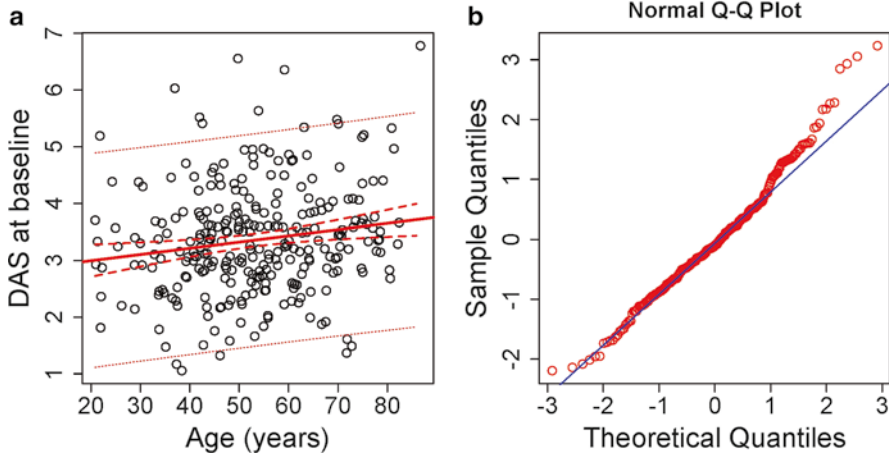 a
DAS at baseline
7
6
5
4
3
2
1
20 30 40 50 60 70 80
Age (years)
b
Normal Q-Q Plot
Sample Quantiles
3
2
1
0
-1
-2
-3 -2 -1 0 1 2 3
Theoretical Quantiles